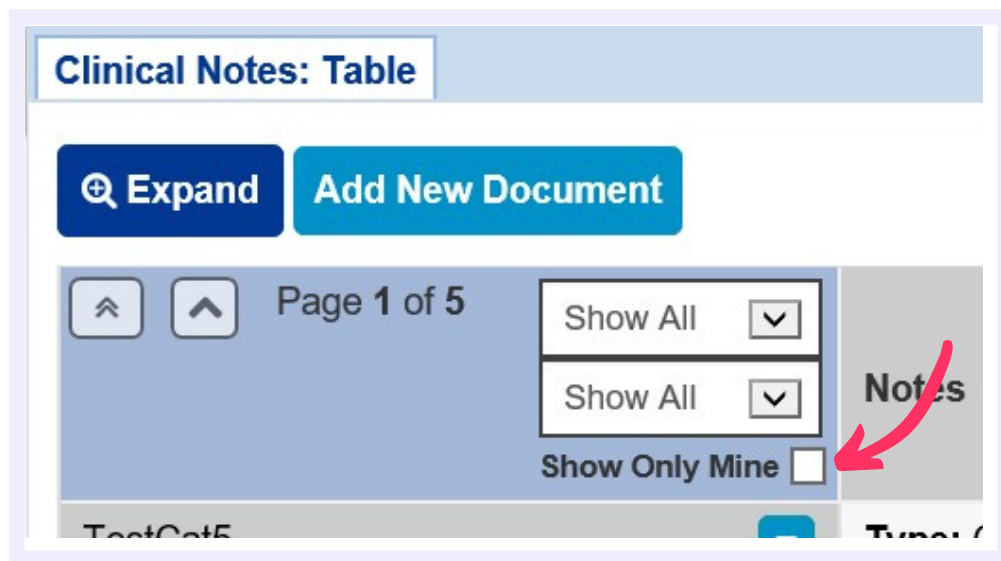 Clinical Notes: Table
Expand Add New Document
Page 1 of 5
Show All
Show All
Notes
Show Only Mine
TestCat5
Type: